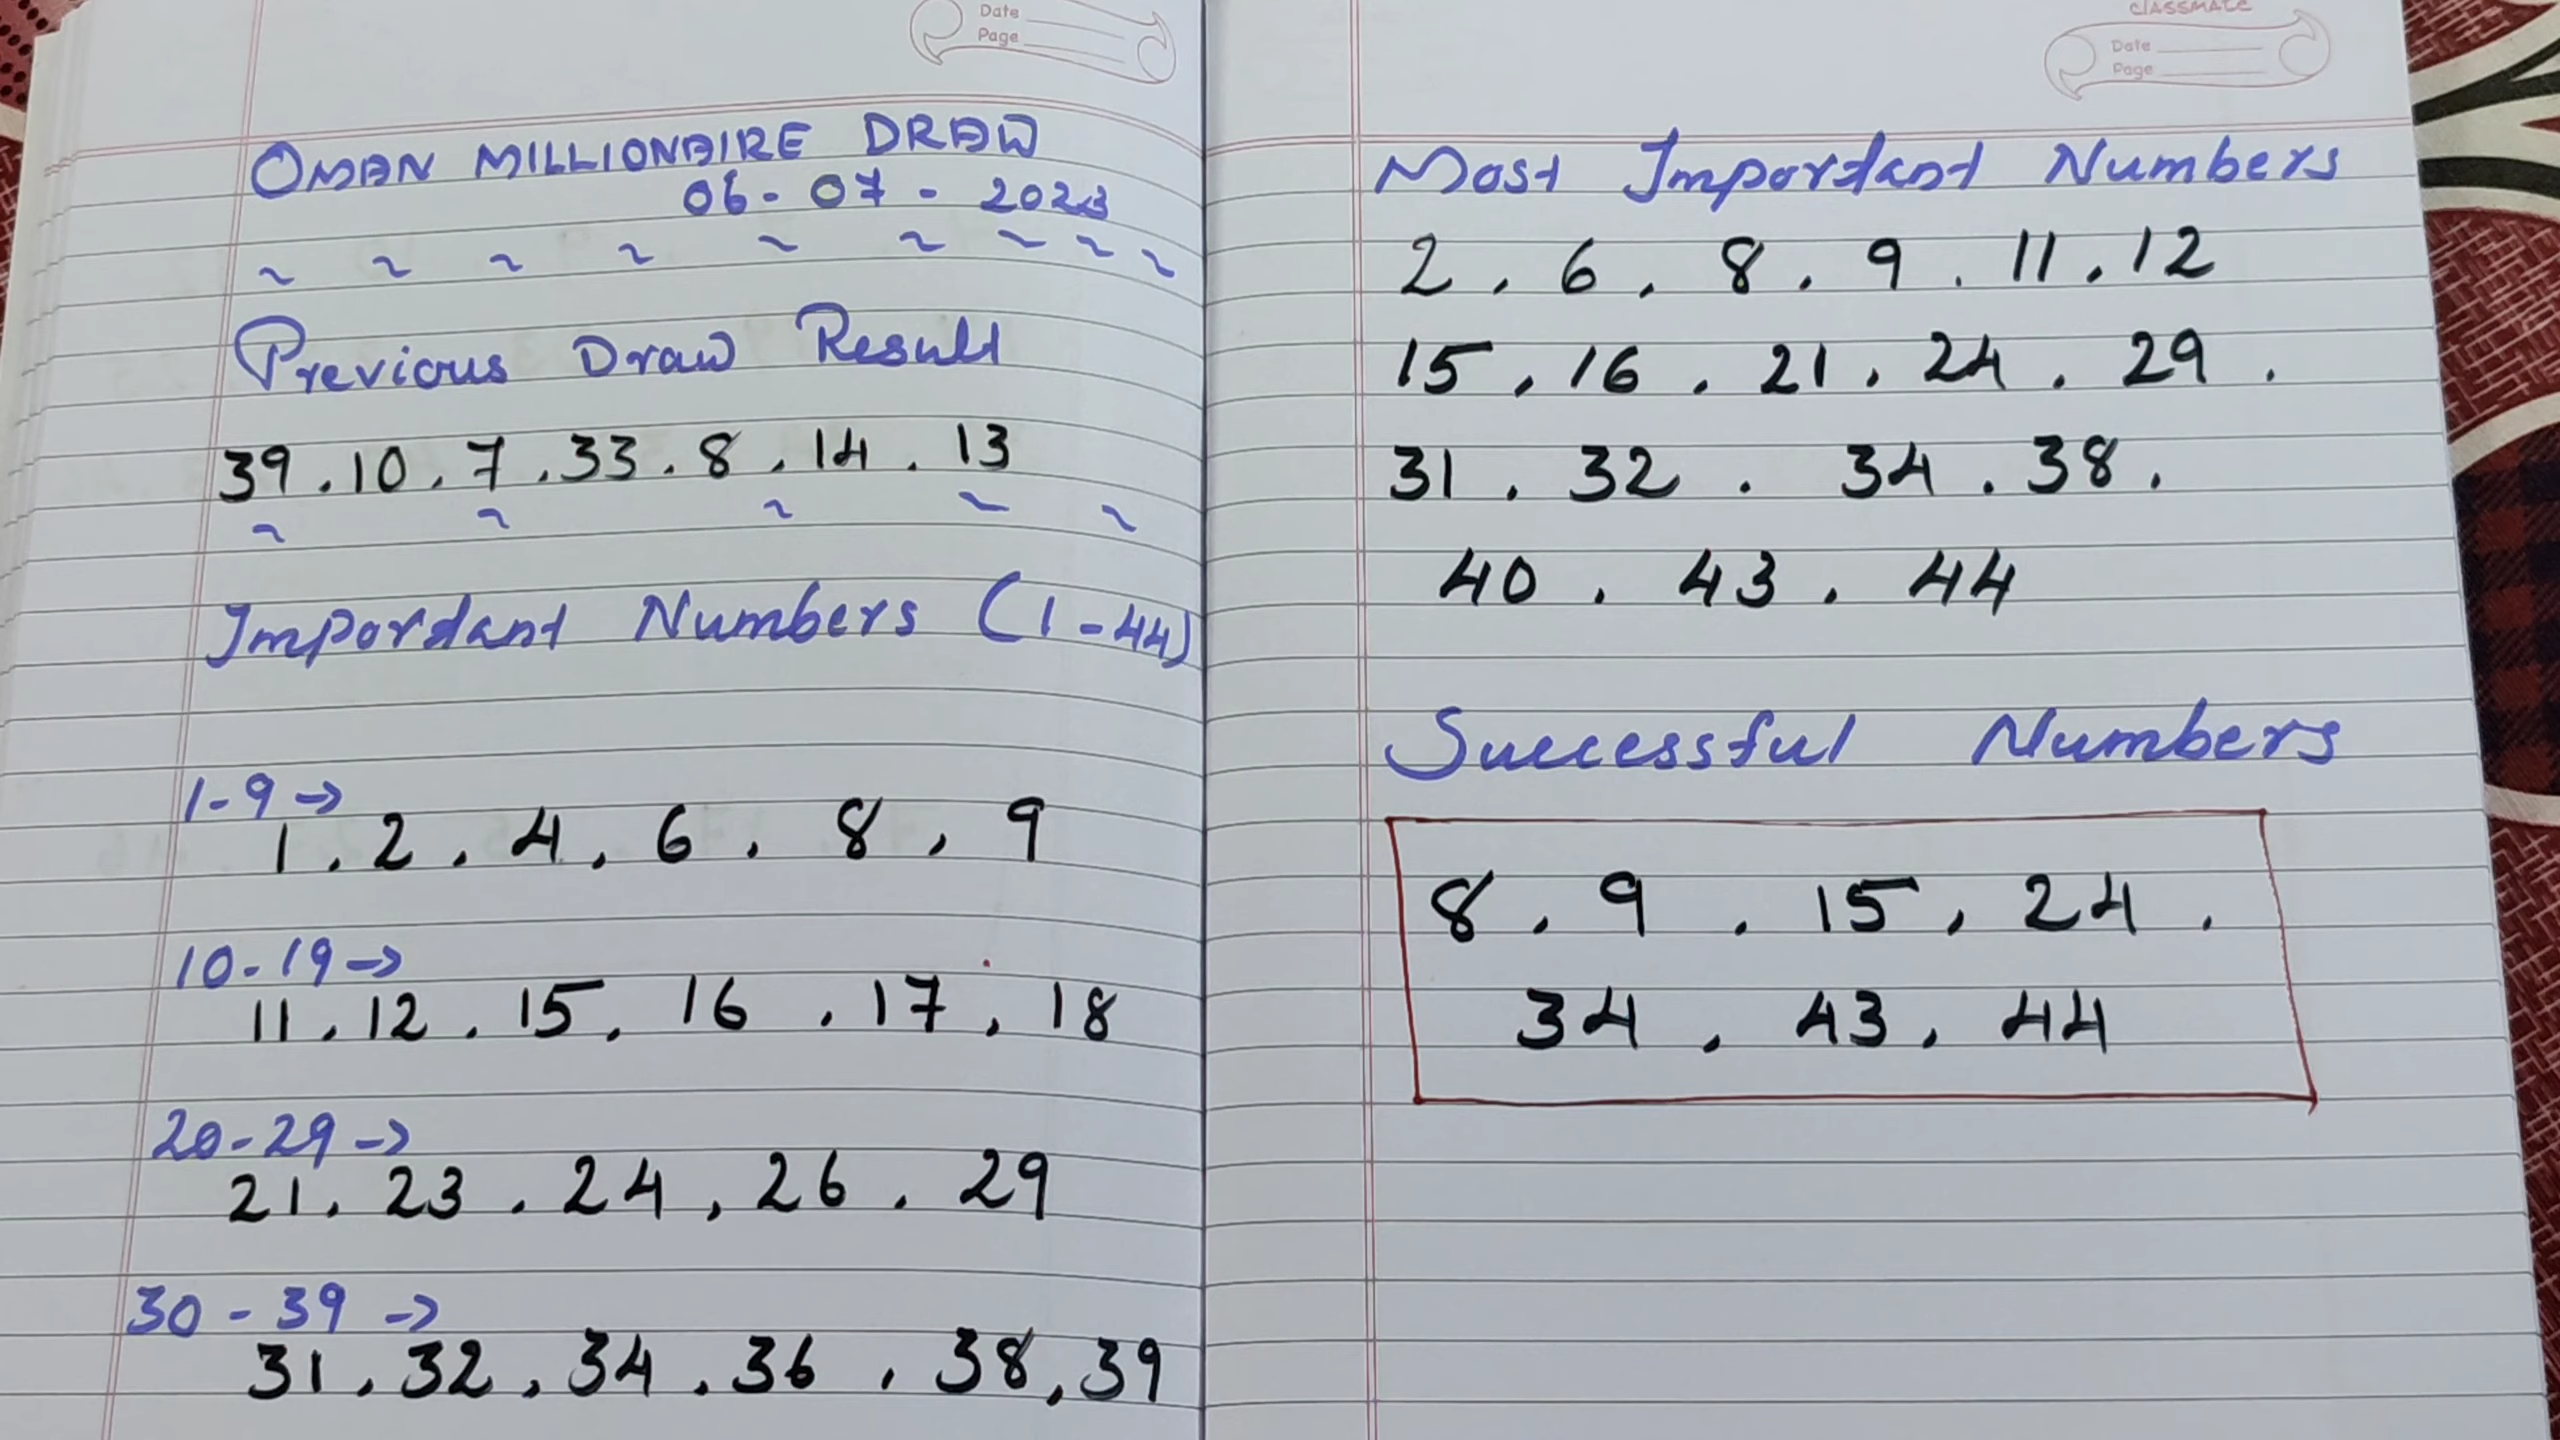 Date
Page
OMAN MILLIONAIRE DRAW
06-07-2023
Previous Draw Result
39.10.7.33.8.14.13
Important Numbers (1-44)
1-9→
1.2.4.6.8.9
10-19→
11.12.15.16.17.18
20-29→
21.23.24.26.29
30-39→
31.32.34.36.38.39
CLASSMATE
Date
Page
Most Important Numbers
2.6.8.9.11.12
15.16.21.24.29.
31.32.34.38.
40.43.44
Successful Numbers
8.9.15.24.
34.43.44